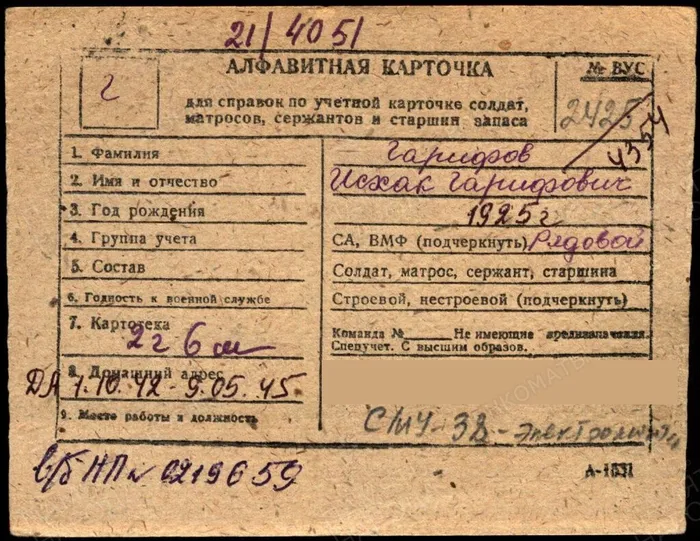 21/4051
АЛФАВИТНАЯ КАРТОЧКА
№ ВУС
г
для справок по учетной карточке солдат,
матросов, сержантов и старшин запаса
2425
4354
1. Фамилия
Гарифов
2. Имя и отчество
Исхак Гарифович
3. Год рождения
1925 г
4. Группа учета
СА, ВМФ (подчеркнуть) Рядовой
5. Состав
Солдат, матрос, сержант, старшина
6. Годность к военной службе
Строевой, нестроевой (подчеркнуть)
7. Картотека
2 г 6 м
Команда № Не имеющие предназначения.
Спецучет. С высшим образов.
8. Домашний адрес
ДА 7.10.42 - 9.05.45
9. Место работы и должность
СМУ-38 -
в/б НП № 0219659
А-1531